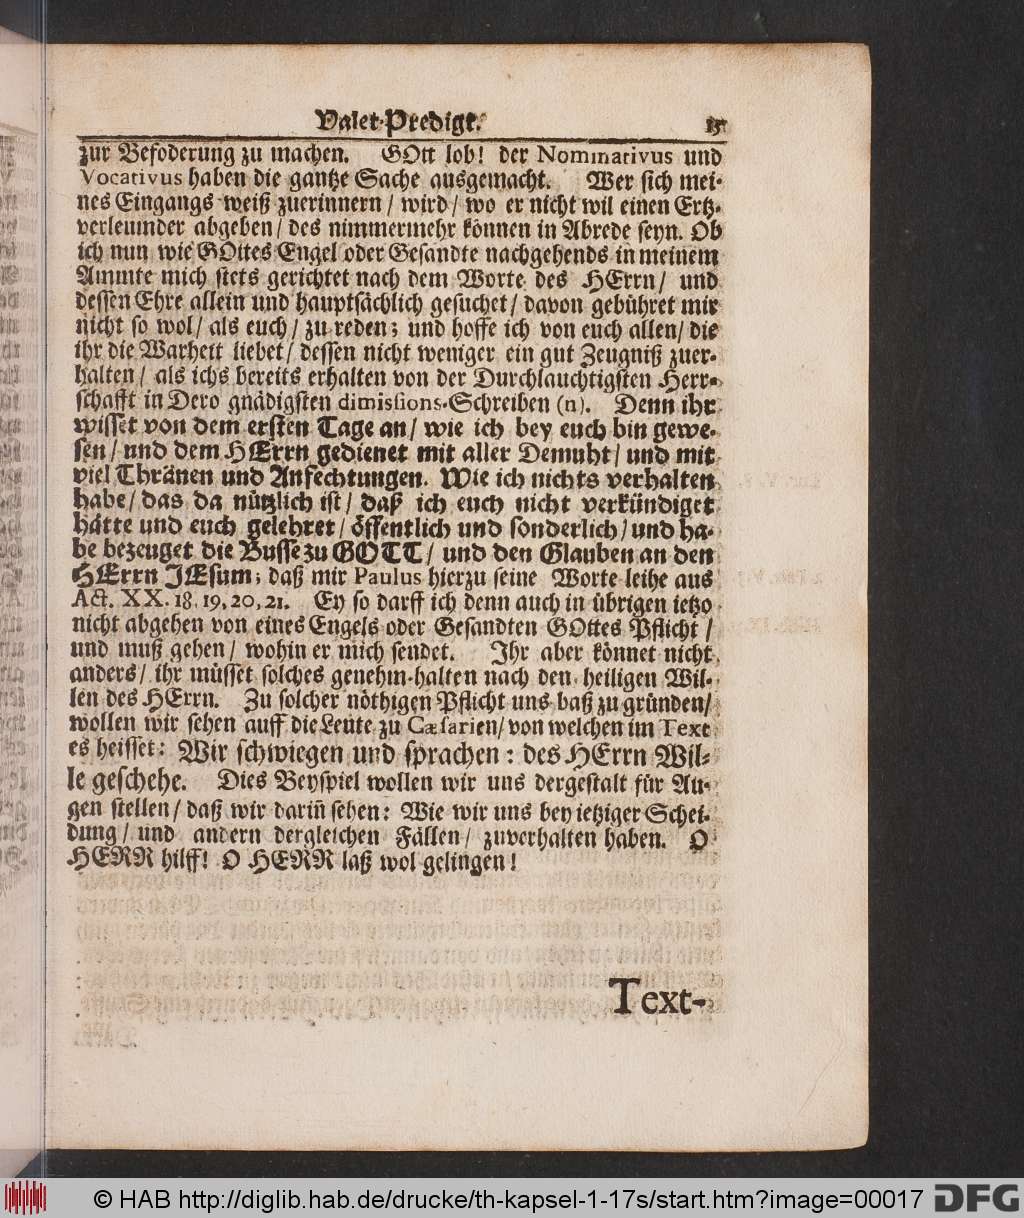 Valet-Predigt. 15
zur Befoderung zu machen. GOtt lob! der Nominativus und
Vocativus haben die gantze Sache ausgemacht. Wer sich mei-
nes Eingangs weiß zuerinnern / wird / wo er nicht wil einen Ertz-
verleumder abgeben / des nimmermehr können in Abrede seyn. Ob
ich nun wie GOttes Engel oder Gesandte nachgehends in meinem
Ammte mich stets gerichtet nach dem Worte des HErrn / und
dessen Ehre allein und hauptsächlich gesuchet / davon gebühret mir
nicht so wol / als euch / zu reden; und hoffe ich von euch allen / die
ihr die Warheit liebet / dessen nicht weniger ein gut Zeugniß zuer-
halten / als ichs bereits erhalten von der Durchlauchtigsten Herr-
schafft in Dero gnädigsten dimissions-Schreiben (n). Denn ihr
wisset von dem ersten Tage an / wie ich bey euch bin gewe-
sen / und dem HErrn gedienet mit aller Demuht / und mit
viel Thränen und Anfechtungen. Wie ich nichts verhalten
habe / das da nützlich ist / daß ich euch nicht verkündiget
hätte und euch gelehret / öffentlich und sonderlich / und ha-
be bezeuget die Busse zu GOTT / und den Glauben an den
HErrn JEsum; daß mir Paulus hierzu seine Worte leihe aus
Act. XX. 18. 19, 20, 21. Ey so darff ich denn auch in übrigen ietzo
nicht abgehen von eines Engels oder Gesandten GOttes Pflicht /
und muß gehen / wohin er mich sendet. Ihr aber könnet nicht
anders / ihr müsset solches genehm-halten nach den heiligen Wil-
len des HErrn. Zu solcher nöthigen Pflicht uns baß zu gründen /
wollen wir sehen auff die Leute zu Cæsarien / von welchen im Text
es heisset: Wir schwiegen und sprachen: des HErrn Wil-
le geschehe. Dies Beyspiel wollen wir uns dergestalt für Au-
gen stellen / daß wir dariñ sehen: Wie wir uns bey ietziger Schei-
dung / und andern dergleichen Fällen / zuverhalten haben. O
HERR hilff! O HERR laß wol gelingen!
Text-
© HAB http://diglib.hab.de/drucke/th-kapsel-1-17s/start.htm?image=00017 DFG